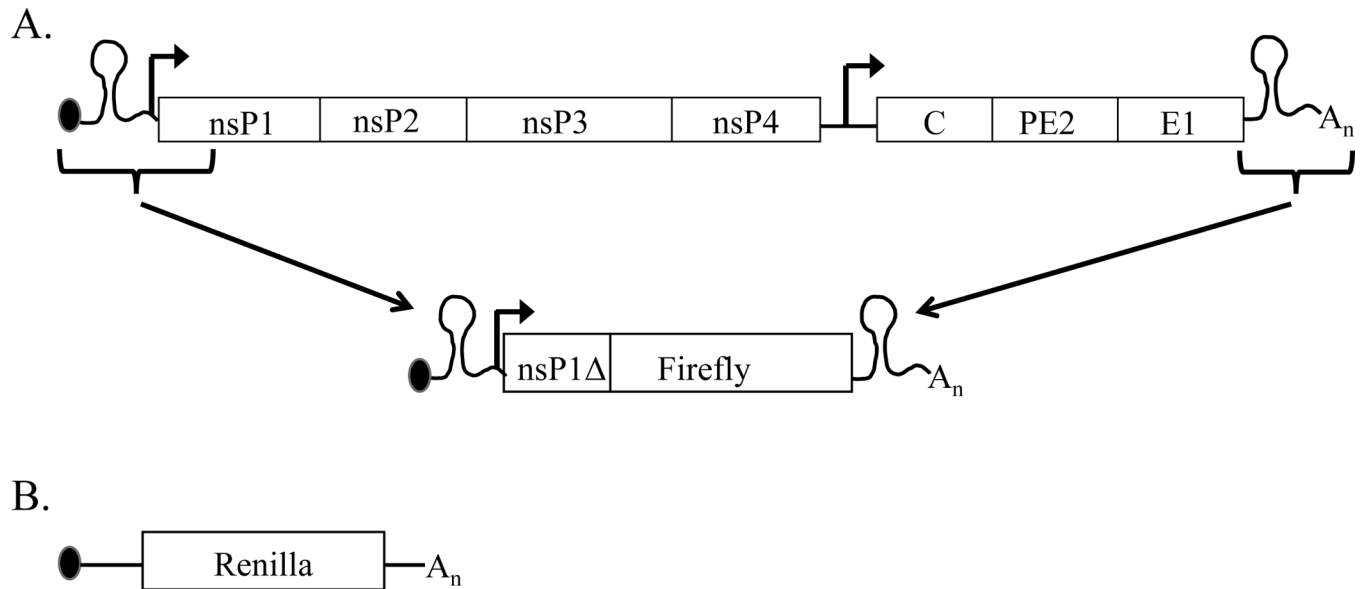 A.
nsP1 nsP2 nsP3 nsP4 C PE2 E1 An
nsP1Δ Firefly An
B.
Renilla An